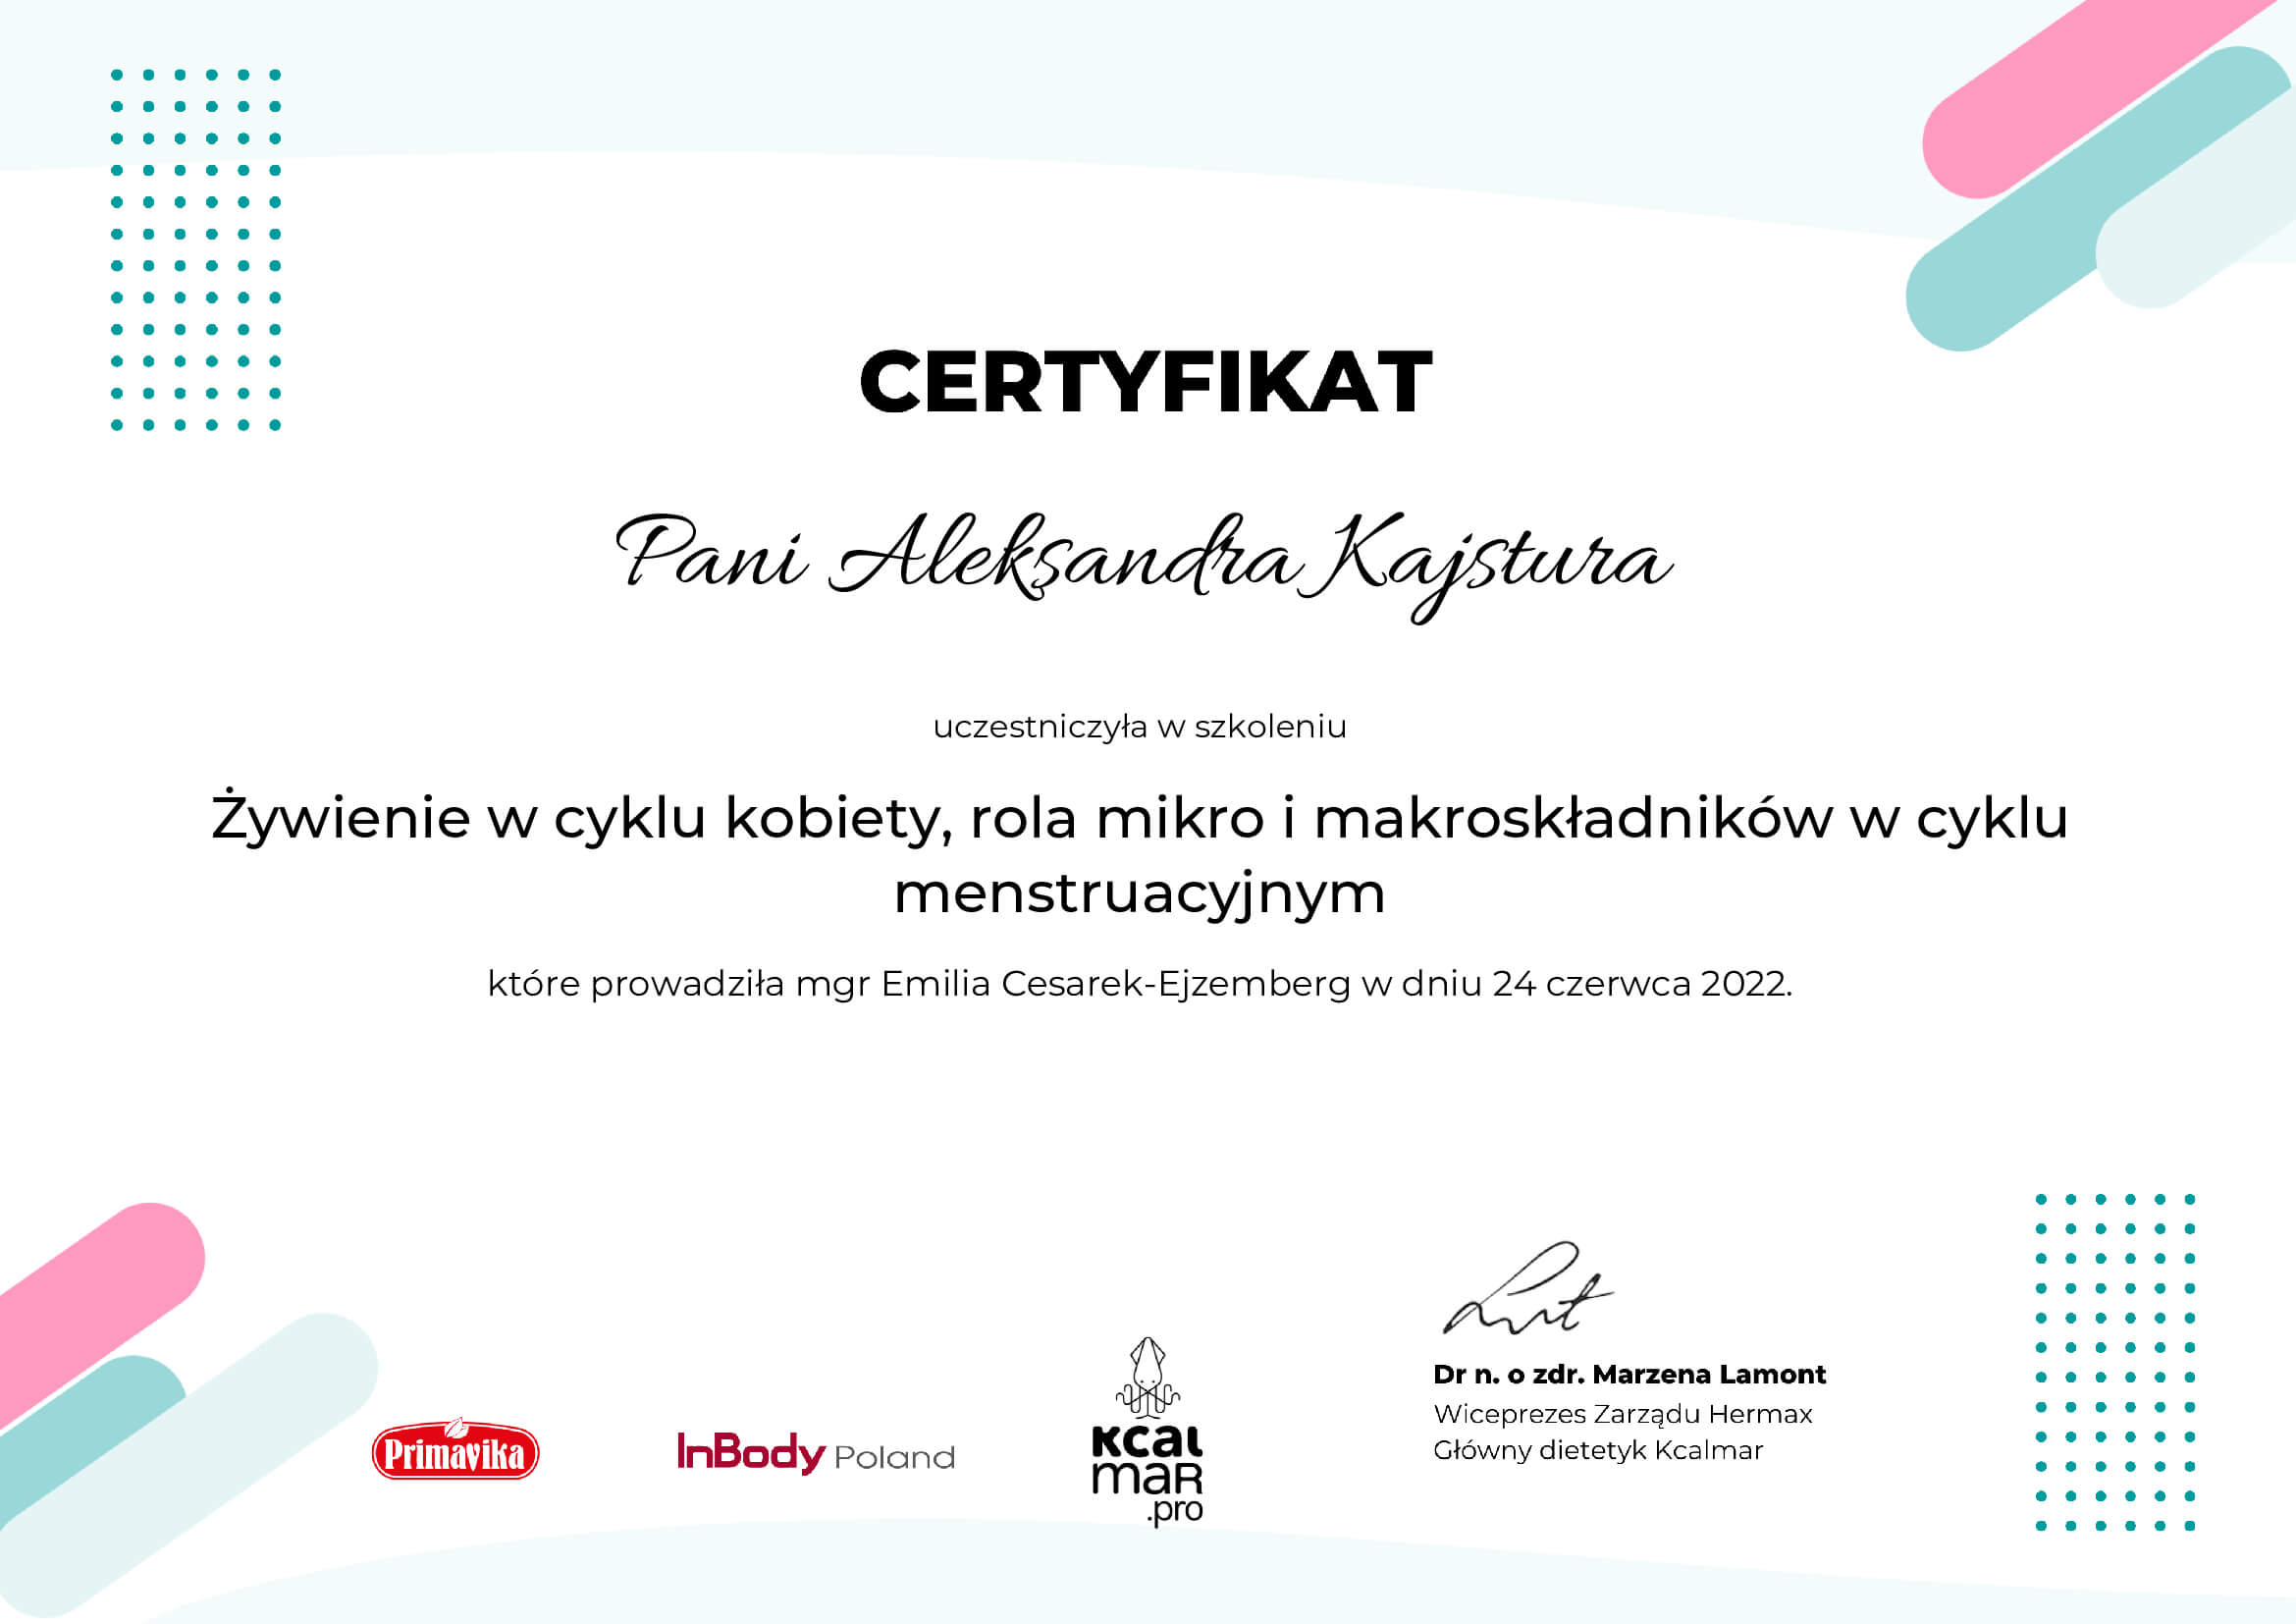 CERTYFIKAT
Pani Aleksandra Kajstura
uczestniczyła w szkoleniu
Żywienie w cyklu kobiety, rola mikro i makroskładników w cyklu
menstruacyjnym
które prowadziła mgr Emilia Cesarek-Ejzemberg w dniu 24 czerwca 2022.
Primavika
InBody Poland
Kcal
maR
.pro
Dr n. o zdr. Marzena Lamont
Wiceprezes Zarządu Hermax
Główny dietetyk Kcalmar